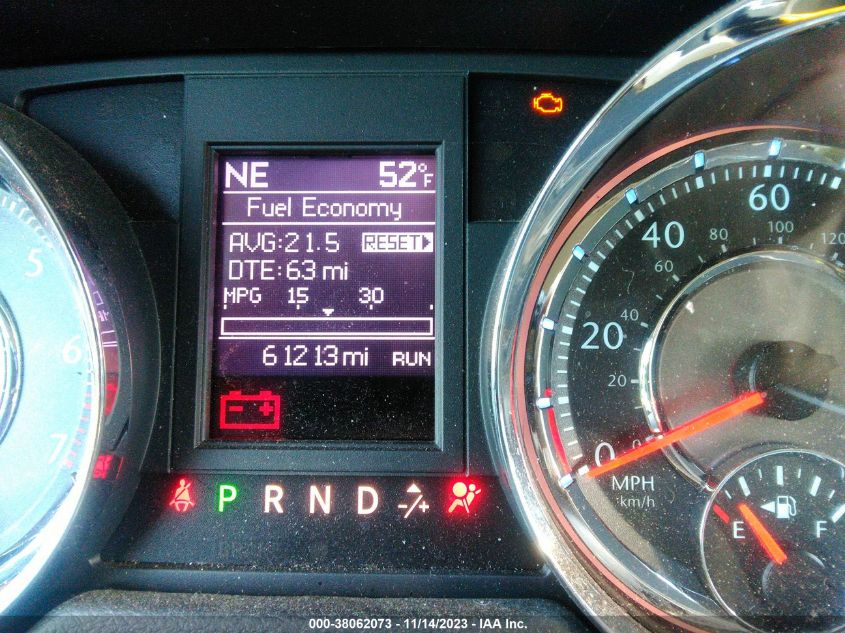 NE 52°F
Fuel Economy
AVG:21.5 RESET
DTE:63 mi
MPG 15 30
61213mi RUN
- +
P R N D -/+
5
6
7
0 20 40 60
0 20 60 80 100 120
MPH
km/h
E F
000-38062073 - 11/14/2023 - IAA Inc.